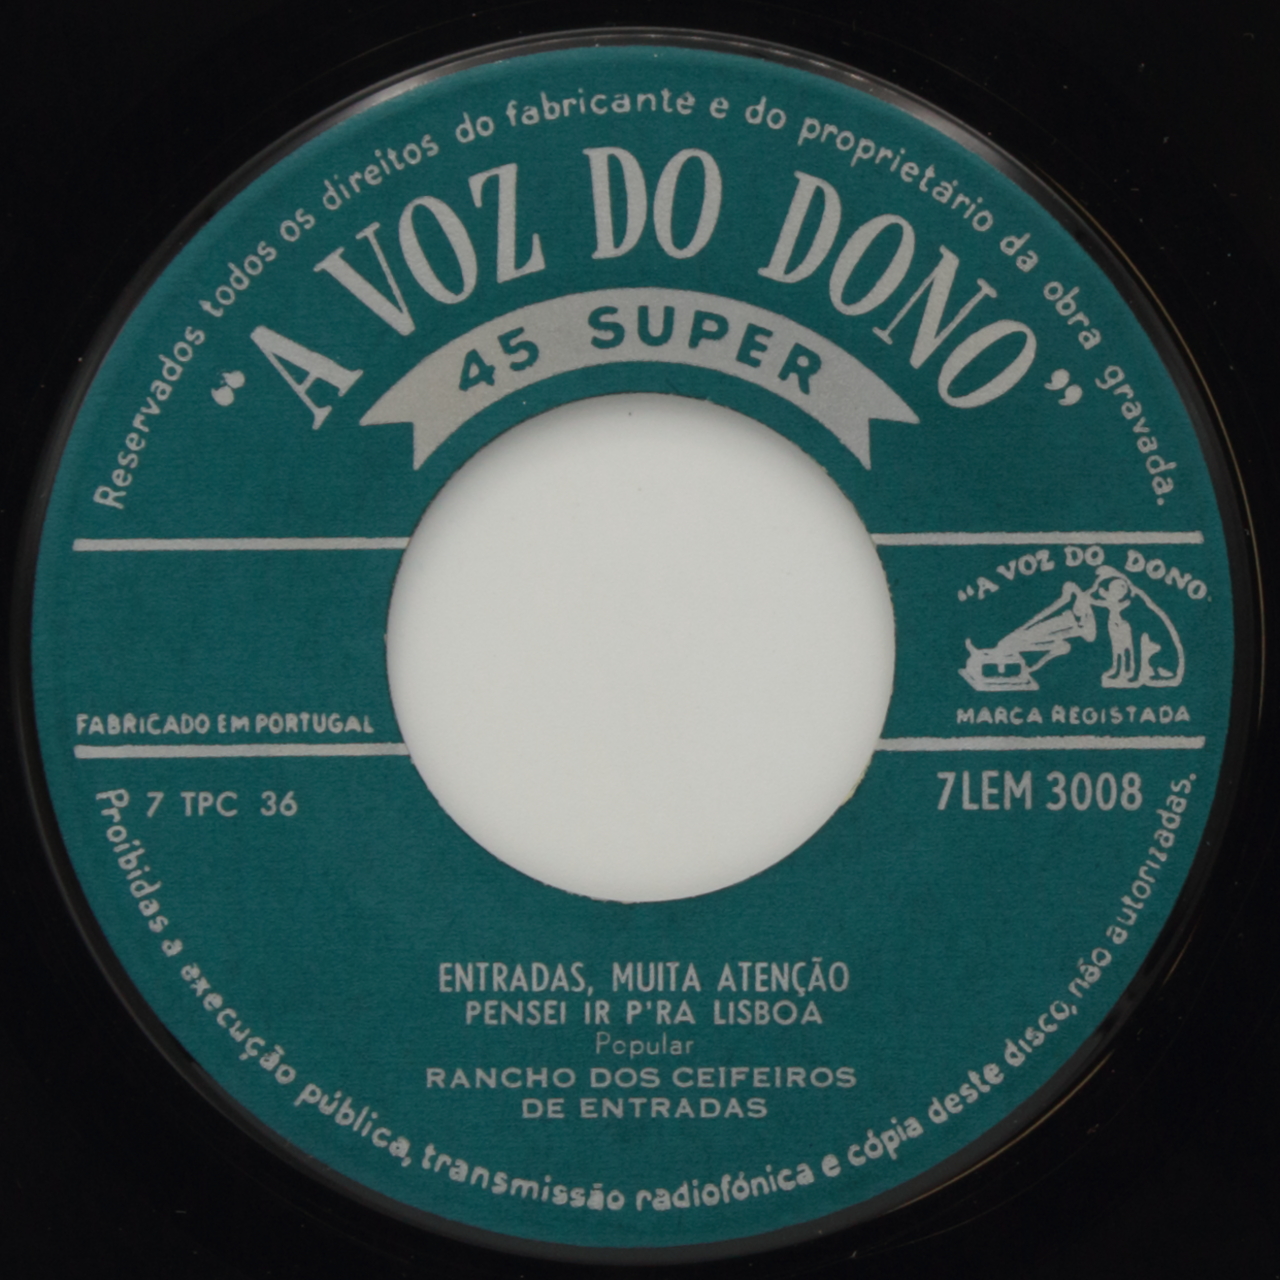 Reservados todos os direitos do fabricante e do proprietário da obra gravada.
“A VOZ DO DONO”
45 SUPER
“A VOZ DO DONO
MARCA REGISTADA
FABRICADO EM PORTUGAL
7 TPC 36
7LEM 3008
ENTRADAS, MUITA ATENÇÃO
PENSEI IR P'RA LISBOA
Popular
RANCHO DOS CEIFEIROS
DE ENTRADAS
Proíbidas a execução pública, transmissão radiofónica e cópia deste disco, não autorizadas.